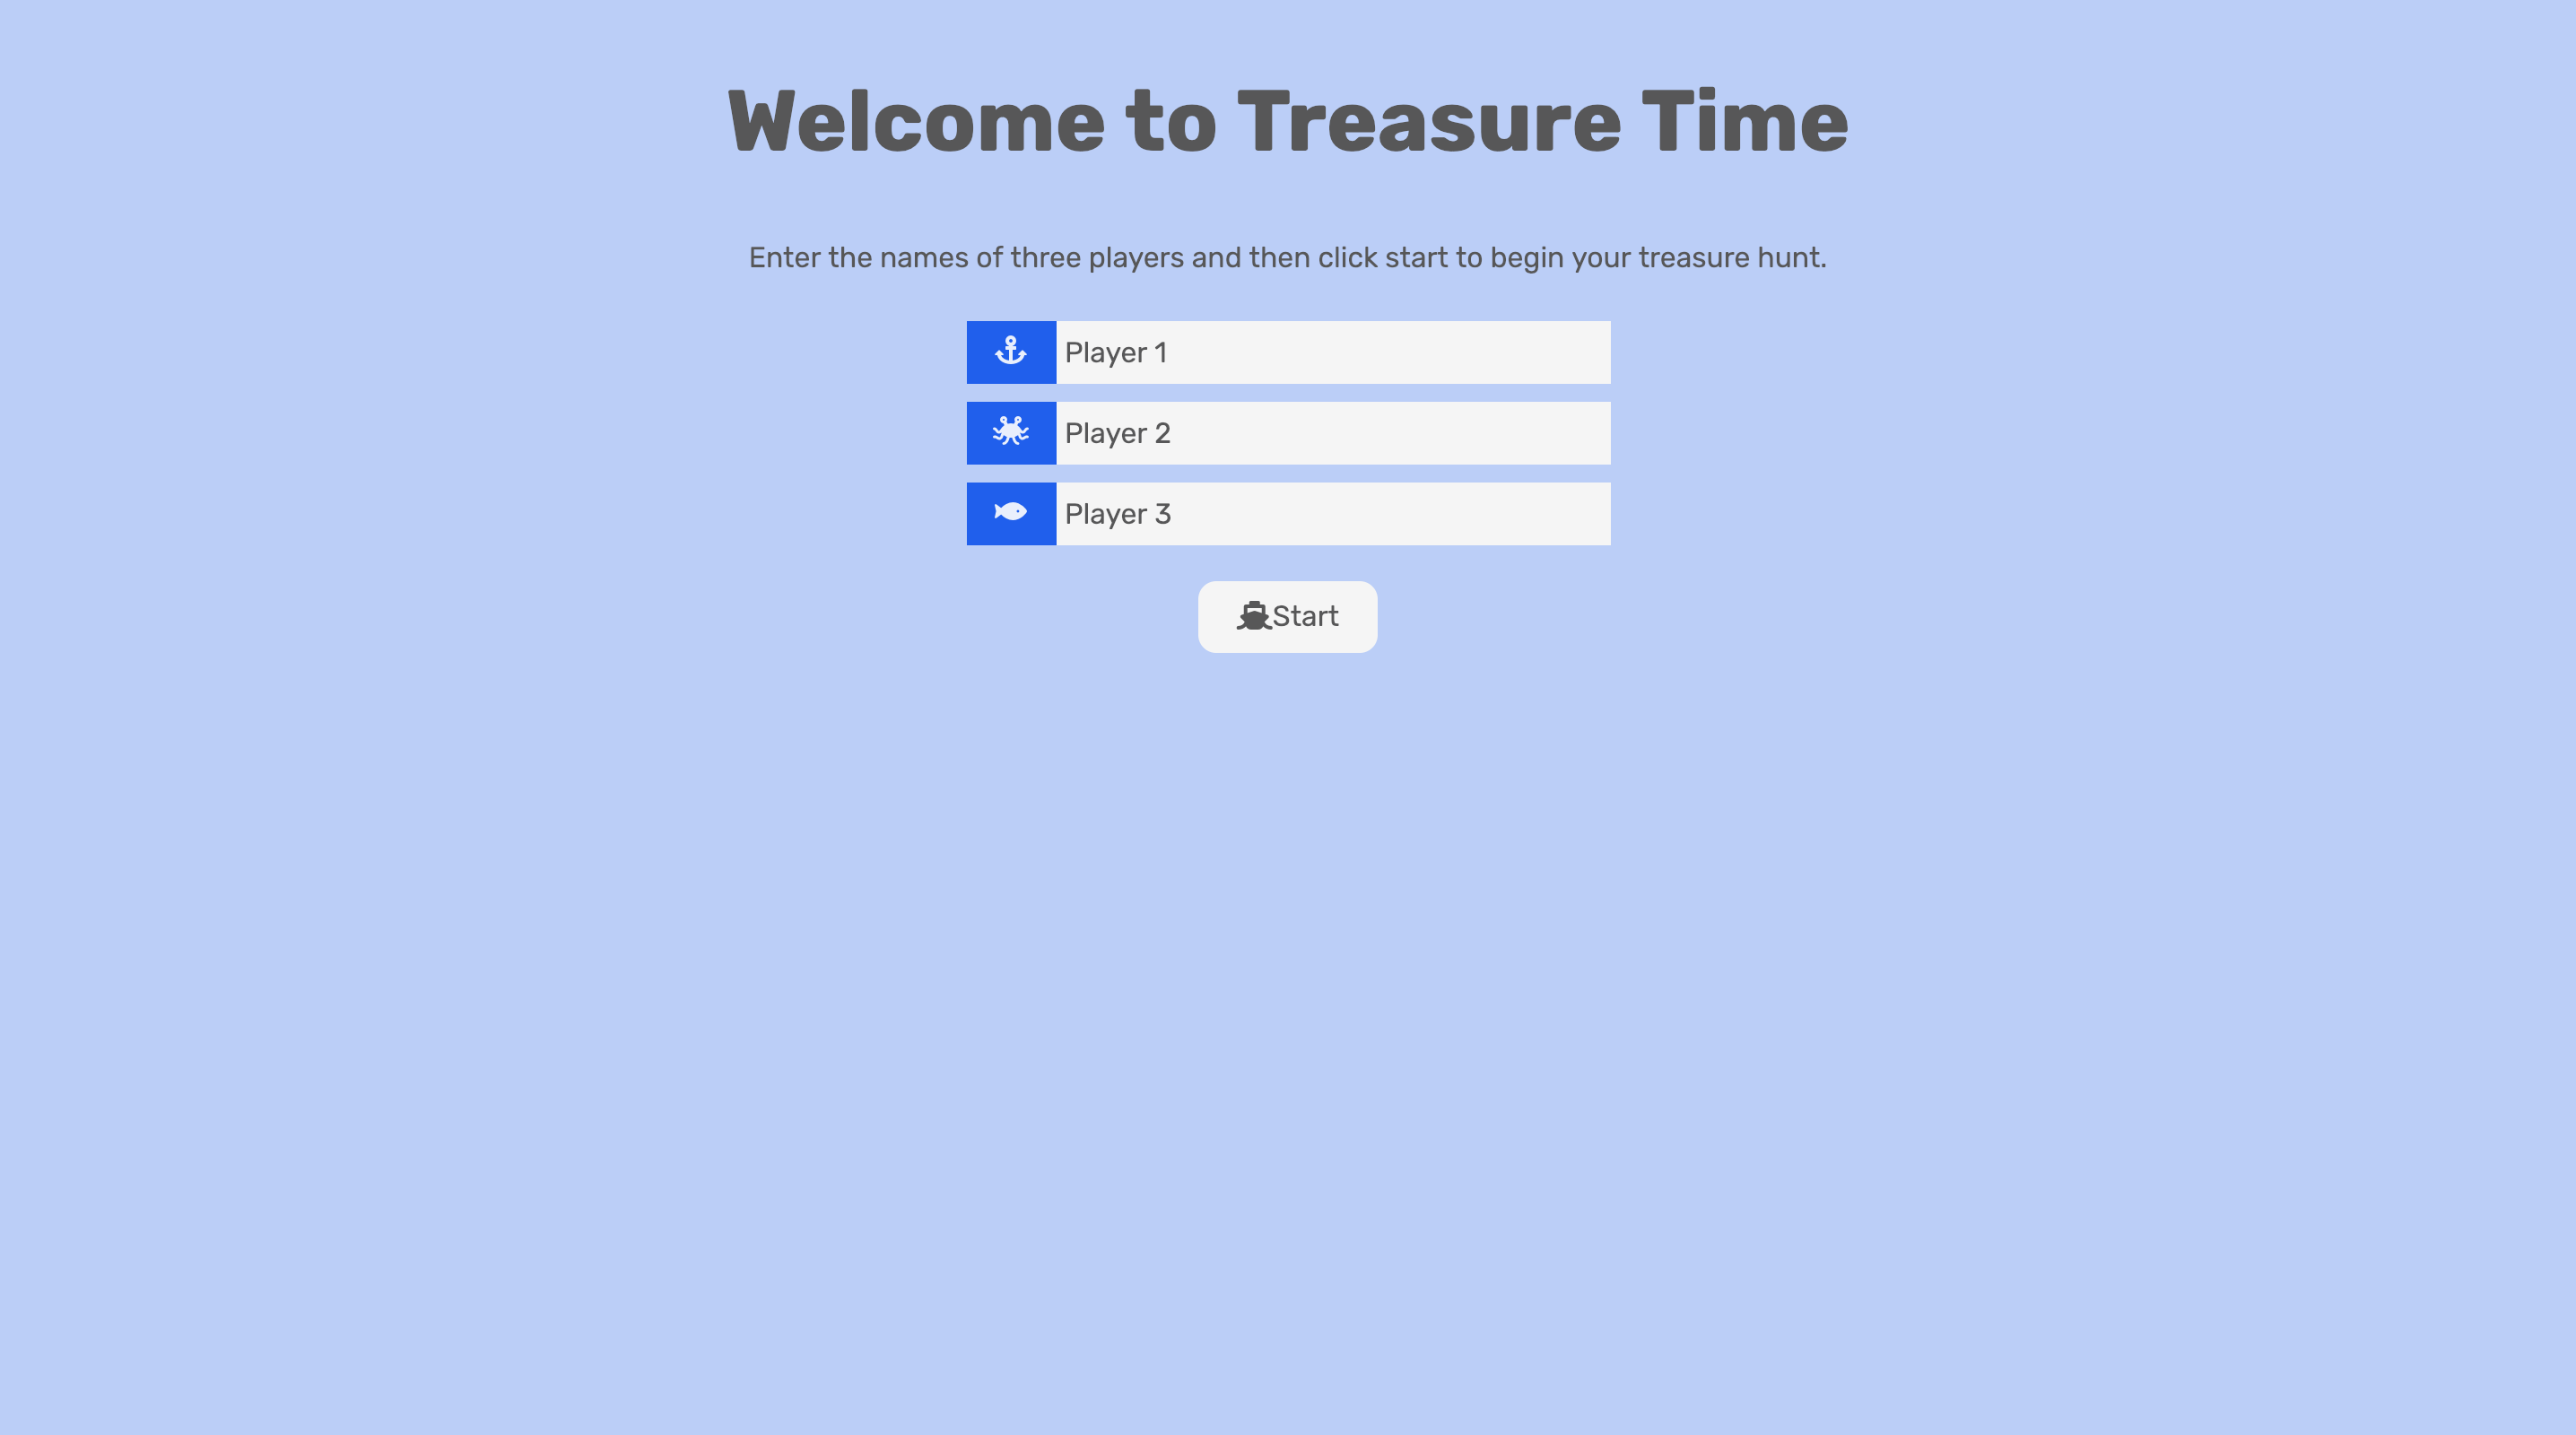 Welcome to Treasure Time
Enter the names of three players and then click start to begin your treasure hunt.
Player 1
Player 2
Player 3
Start